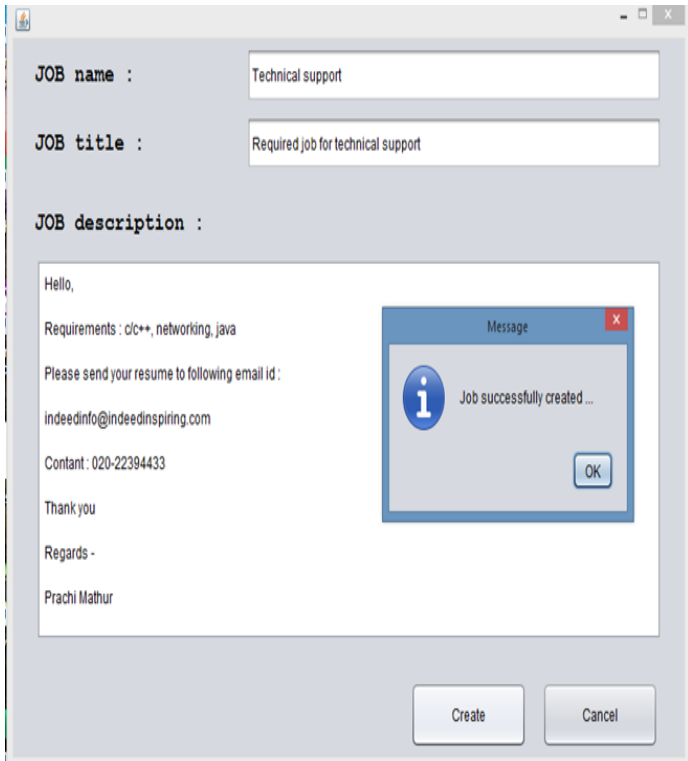 JOB name :
Technical support
JOB title :
Required job for technical support
JOB description :
Hello,
Requirements : c/c++, networking, java
Please send your resume to following email id :
indeedinfo@indeedinspiring.com
Contant : 020-22394433
Thank you
Regards -
Prachi Mathur
Message
Job successfully created ...
OK
Create
Cancel